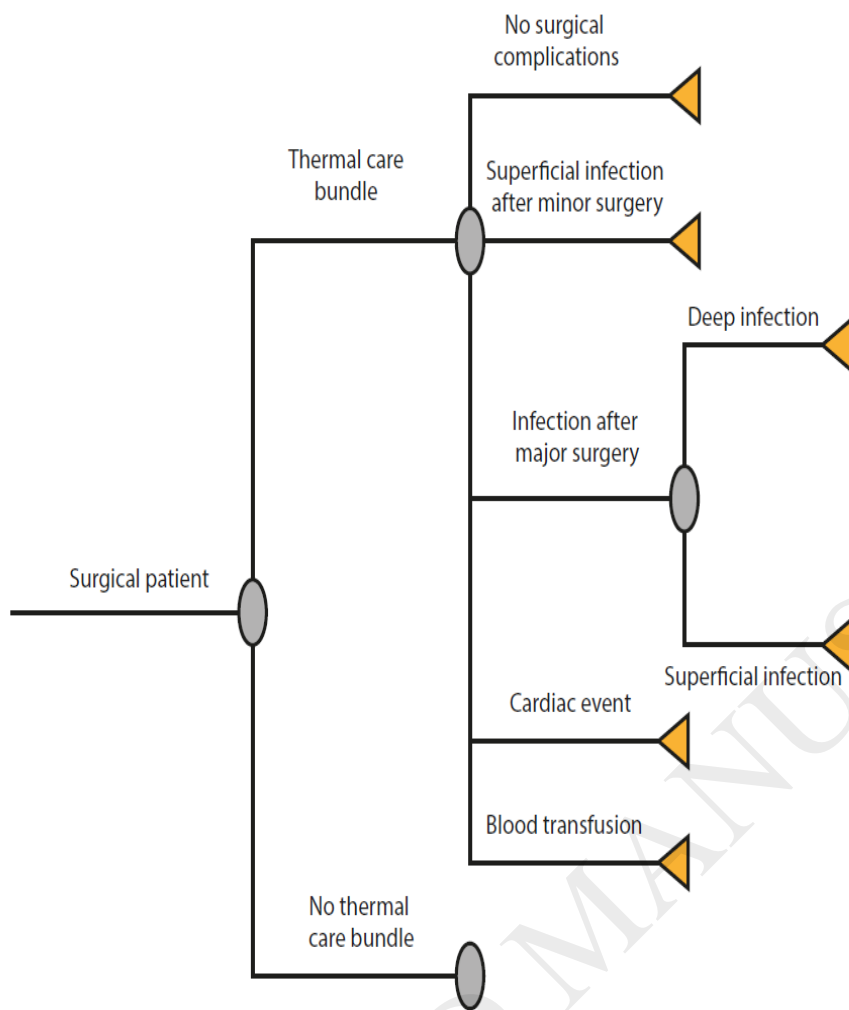 No surgical
complications
Thermal care
bundle
Superficial infection
after minor surgery
Deep infection
Infection after
major surgery
Surgical patient
Superficial infection
Cardiac event
Blood transfusion
No thermal
care bundle
MANUS